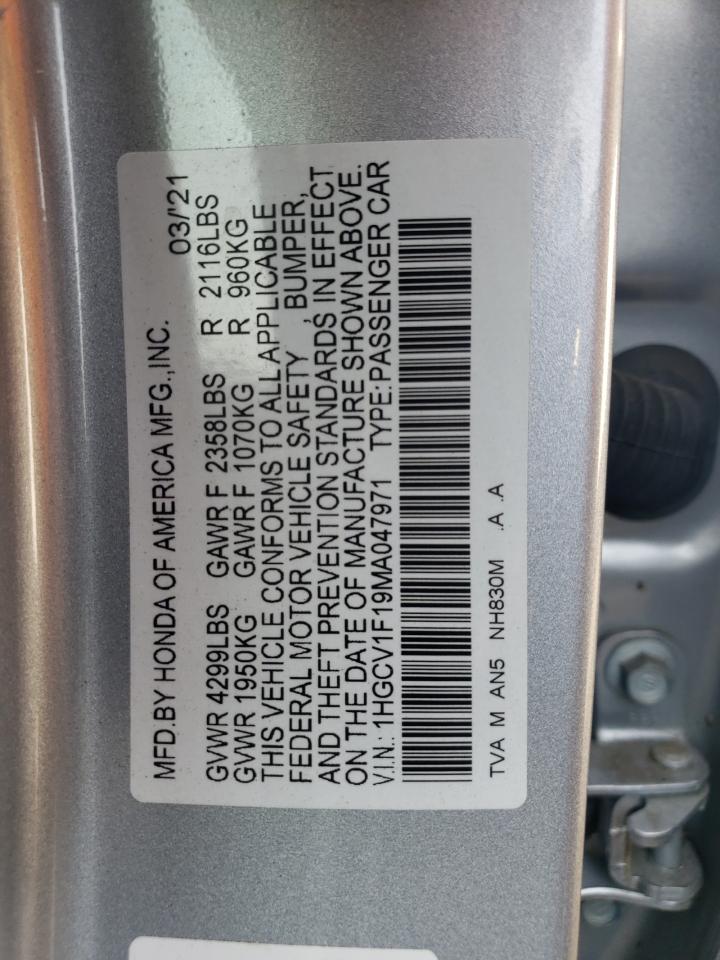 MFD.BY HONDA OF AMERICA MFG.,INC. 03/'21
GVWR 4299LBS GAWR F 2358LBS R 2116LBS
GVWR 1950KG GAWR F 1070KG R 960KG
THIS VEHICLE CONFORMS TO ALL APPLICABLE
FEDERAL MOTOR VEHICLE SAFETY , BUMPER,
AND THEFT PREVENTION STANDARDS IN EFFECT
ON THE DATE OF MANUFACTURE SHOWN ABOVE.
V.I.N.: 1HGCV1F19MA047971 TYPE:PASSENGER CAR
TVA M AN5 NH830M .A .A